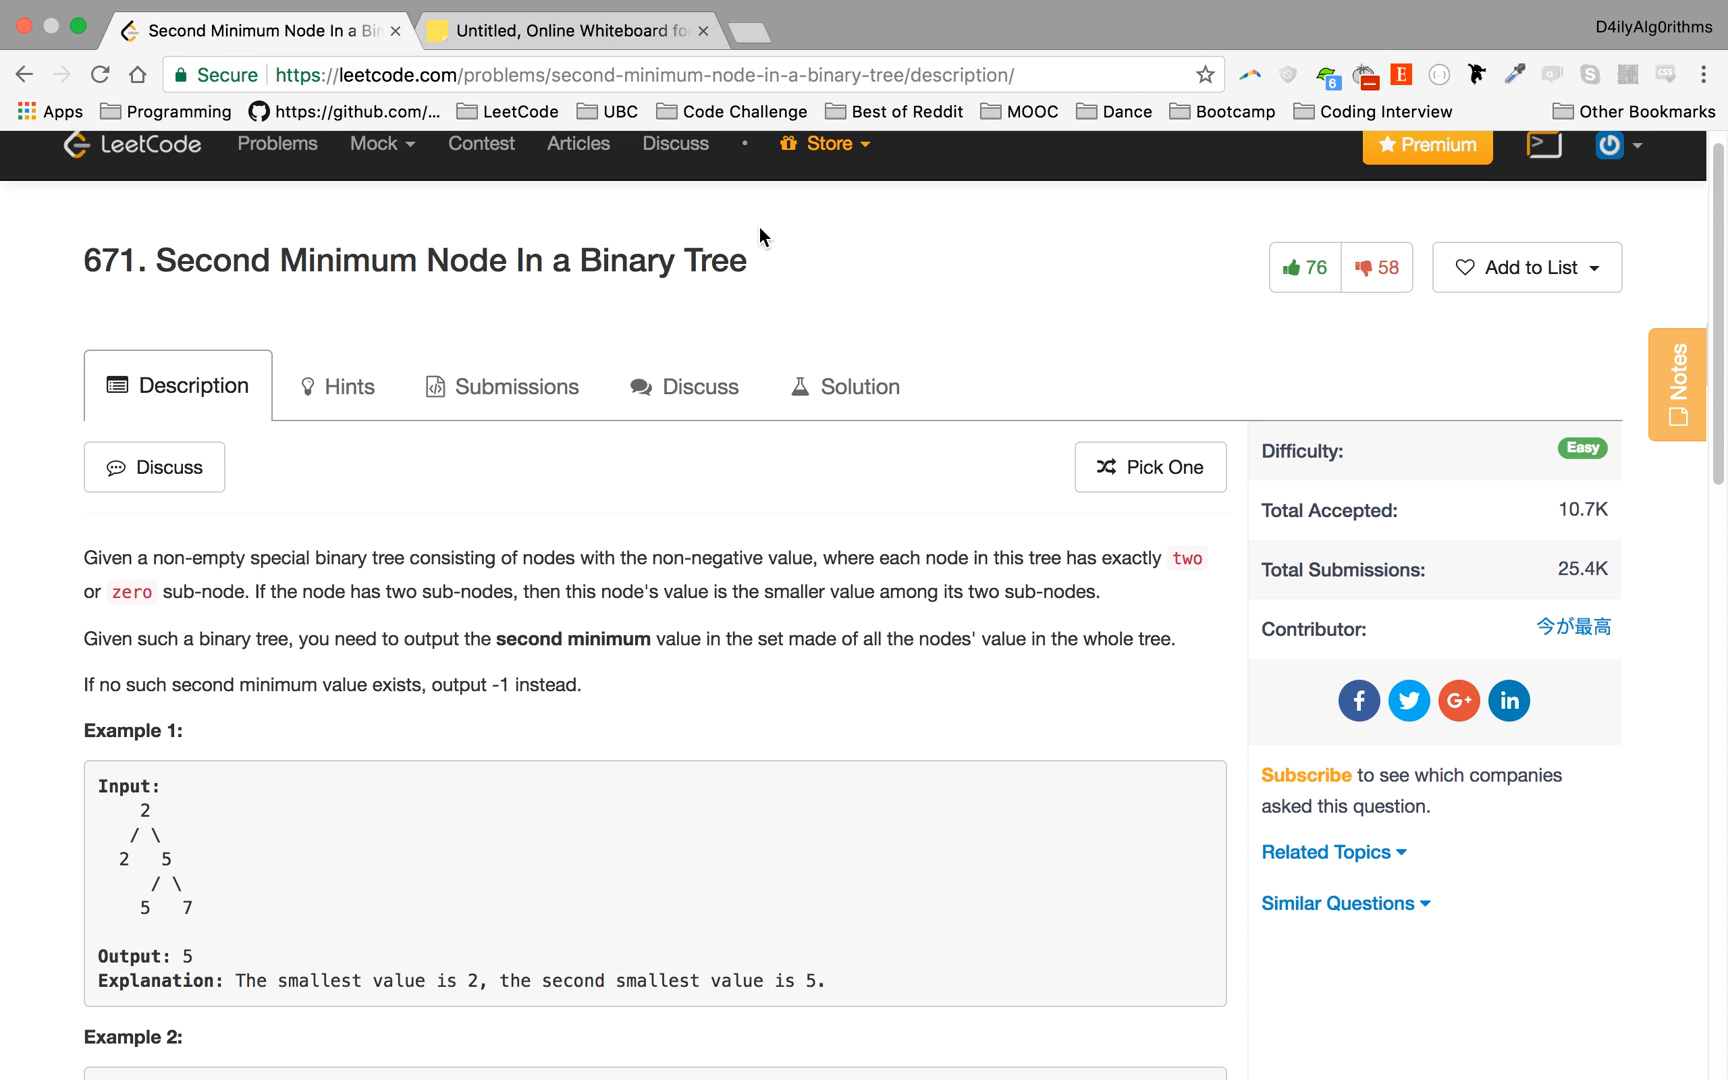 Second Minimum Node In a Bin
Untitled, Online Whiteboard for
D4ilyAlg0rithms
Secure https://leetcode.com/problems/second-minimum-node-in-a-binary-tree/description/
6
E
CSS
Apps Programming https://github.com/... LeetCode UBC Code Challenge Best of Reddit MOOC Dance Bootcamp Coding Interview Other Bookmarks
LeetCode Problems Mock Contest Articles Discuss • Store Premium
671. Second Minimum Node In a Binary Tree
76 58 Add to List
Notes
Description Hints Submissions Discuss Solution
Discuss Pick One
Given a non-empty special binary tree consisting of nodes with the non-negative value, where each node in this tree has exactly two
or zero sub-node. If the node has two sub-nodes, then this node's value is the smaller value among its two sub-nodes.
Given such a binary tree, you need to output the second minimum value in the set made of all the nodes' value in the whole tree.
If no such second minimum value exists, output -1 instead.
Example 1:
Input:
2
/ \
2 5
/ \
5 7
Output: 5
Explanation: The smallest value is 2, the second smallest value is 5.
Example 2:
Difficulty: Easy
Total Accepted: 10.7K
Total Submissions: 25.4K
Contributor: 今が最高
f G+ in
Subscribe to see which companies
asked this question.
Related Topics
Similar Questions